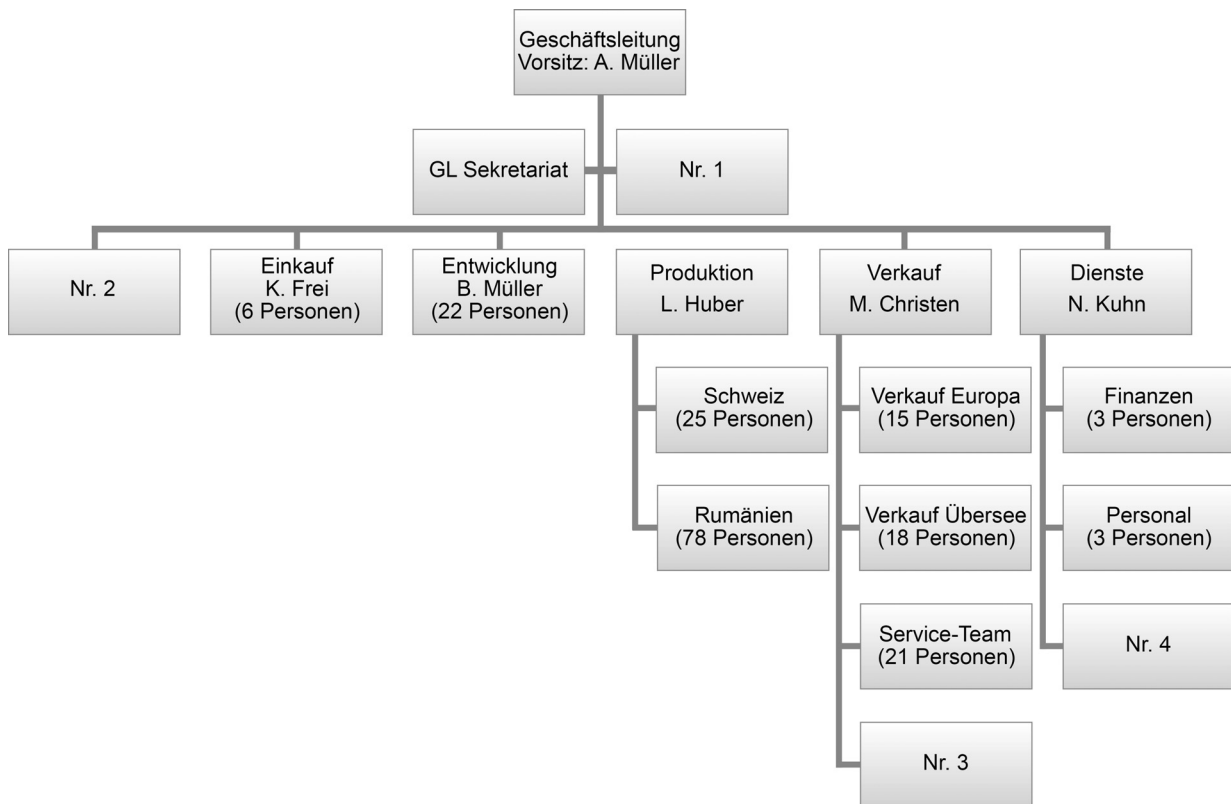 Geschäftsleitung
Vorsitz: A. Müller
GL Sekretariat
Nr. 1
Nr. 2
Einkauf
K. Frei
(6 Personen)
Entwicklung
B. Müller
(22 Personen)
Produktion
L. Huber
Verkauf
M. Christen
Dienste
N. Kuhn
Schweiz
(25 Personen)
Verkauf Europa
(15 Personen)
Finanzen
(3 Personen)
Rumänien
(78 Personen)
Verkauf Übersee
(18 Personen)
Personal
(3 Personen)
Service-Team
(21 Personen)
Nr. 4
Nr. 3